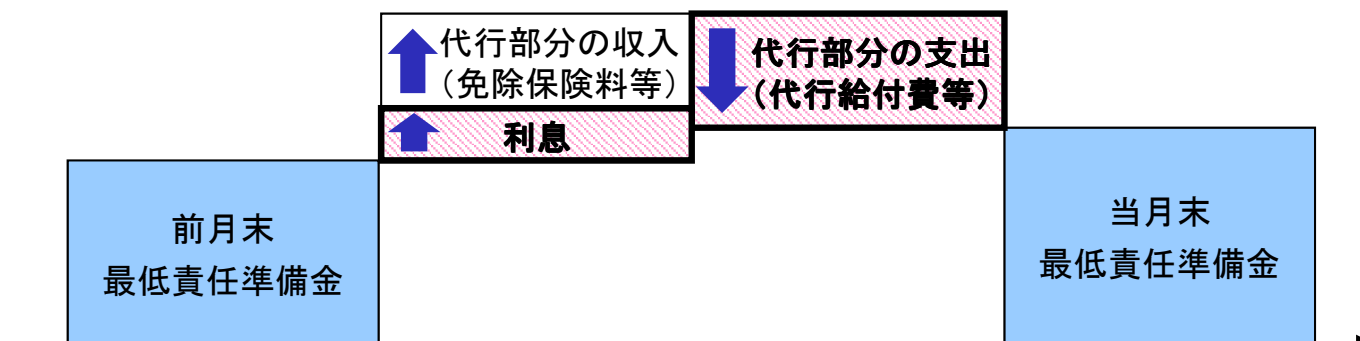 代行部分の収入
（免除保険料等）
利息
代行部分の支出
（代行給付費等）
前月末
最低責任準備金
当月末
最低責任準備金